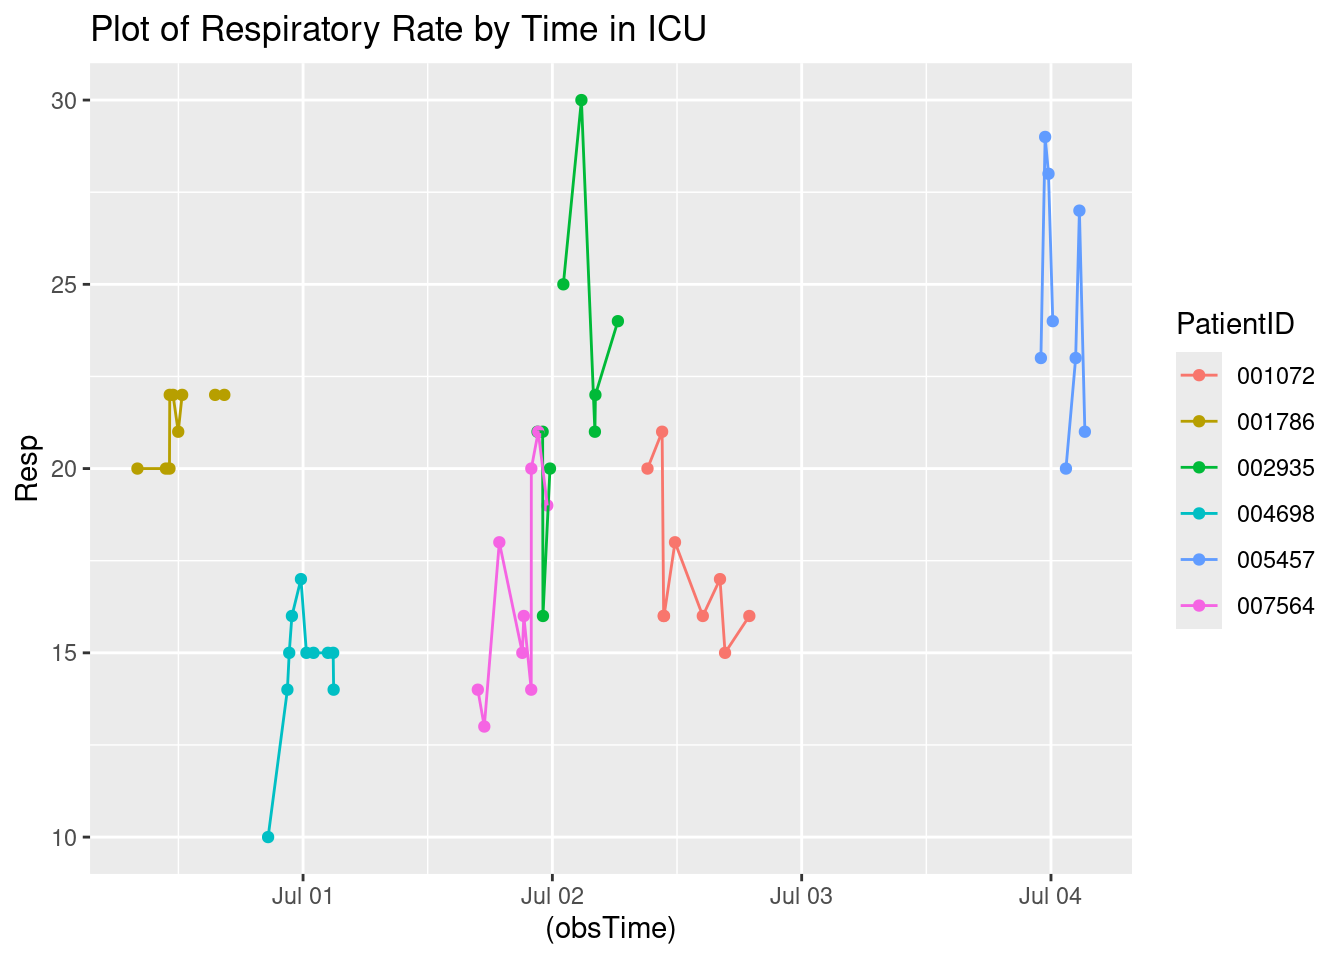 Plot of Respiratory Rate by Time in ICU
30
25
20
15
10
Resp
Jul 01
Jul 02
Jul 03
Jul 04
(obsTime)
PatientID
001072
001786
002935
004698
005457
007564